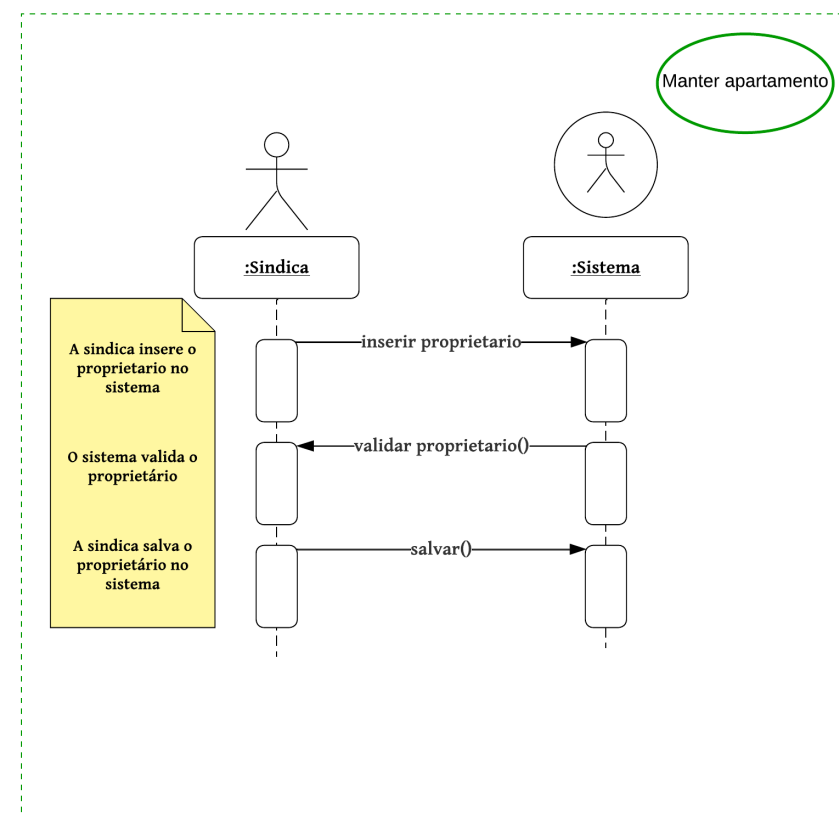 Manter apartamento
:Sindica
:Sistema
A sindica insere o
proprietario no
sistema
inserir proprietario
O sistema valida o
proprietário
validar proprietario()
A sindica salva o
proprietário no
sistema
salvar()